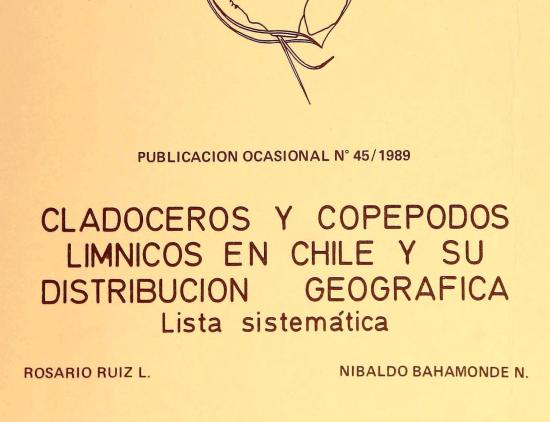 PUBLICACION OCASIONAL N° 45/1989
CLADOCEROS Y COPEPODOS
LIMNICOS EN CHILE Y SU
DISTRIBUCION GEOGRAFICA
Lista sistemática
ROSARIO RUIZ L. NIBALDO BAHAMONDE N.